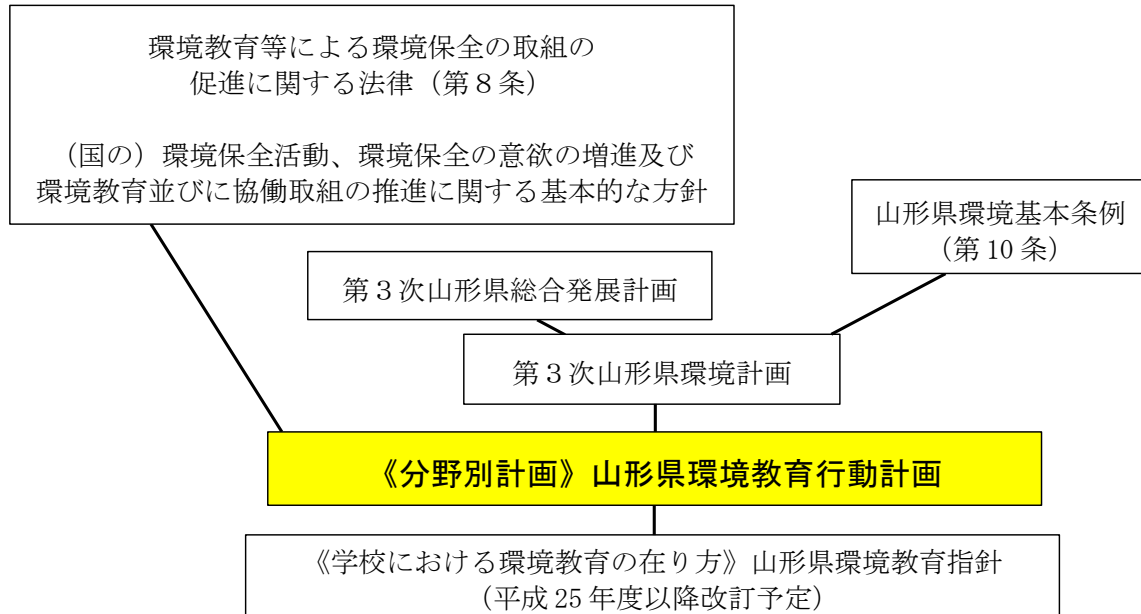 環境教育等による環境保全の取組の
促進に関する法律（第８条）
（国の）環境保全活動、環境保全の意欲の増進及び
環境教育並びに協働取組の推進に関する基本的な方針
山形県環境基本条例
（第 10 条）
第３次山形県総合発展計画
第３次山形県環境計画
《分野別計画》山形県環境教育行動計画
《学校における環境教育の在り方》山形県環境教育指針
（平成 25 年度以降改訂予定）